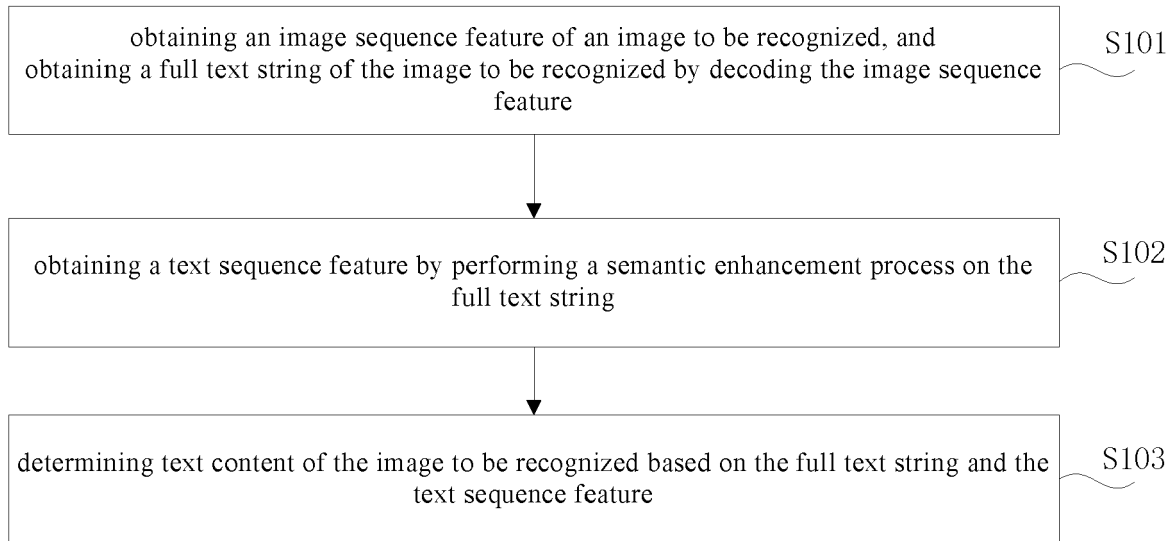 obtaining an image sequence feature of an image to be recognized, and
obtaining a full text string of the image to be recognized by decoding the image sequence
feature
S101
obtaining a text sequence feature by performing a semantic enhancement process on the
full text string
S102
determining text content of the image to be recognized based on the full text string and the
text sequence feature
S103